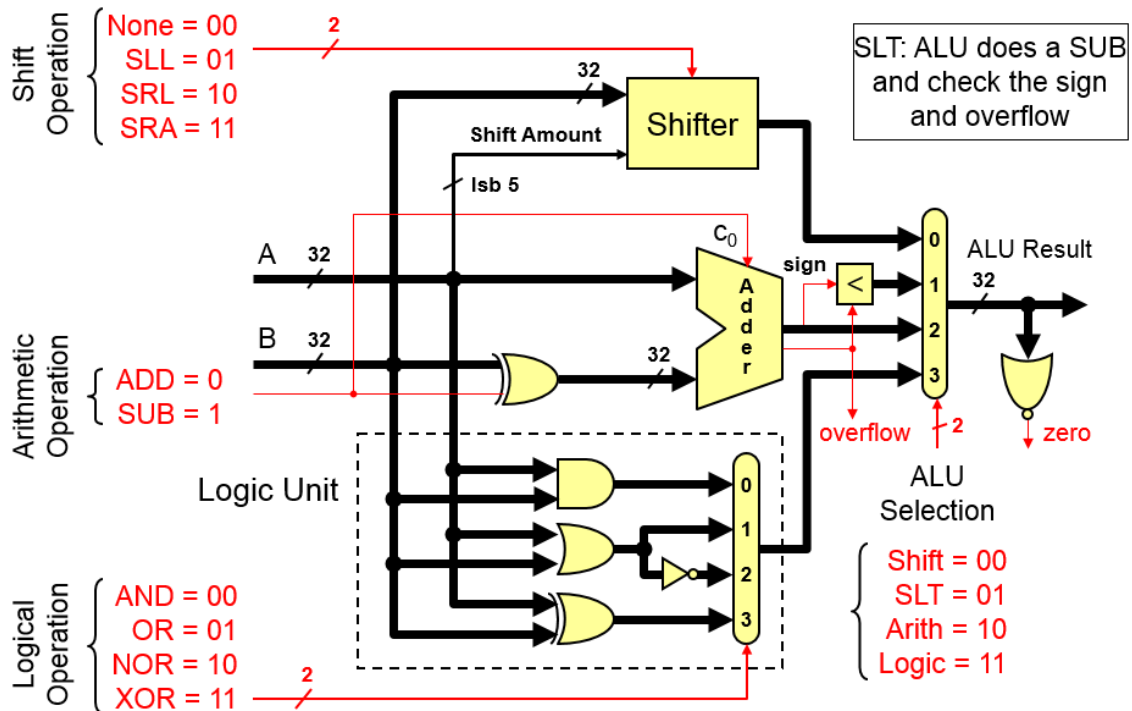 Shift
Operation
None = 00
SLL = 01
SRL = 10
SRA = 11
2
32
Shifter
Shift Amount
lsb 5
SLT: ALU does a SUB
and check the sign
and overflow
A
32
B
32
c0
Adder
32
sign
<
0
1
2
3
ALU Result
32
overflow
2
zero
Arithmetic
Operation
ADD = 0
SUB = 1
Logic Unit
0
1
2
3
ALU
Selection
Shift = 00
SLT = 01
Arith = 10
Logic = 11
Logical
Operation
AND = 00
OR = 01
NOR = 10
XOR = 11
2